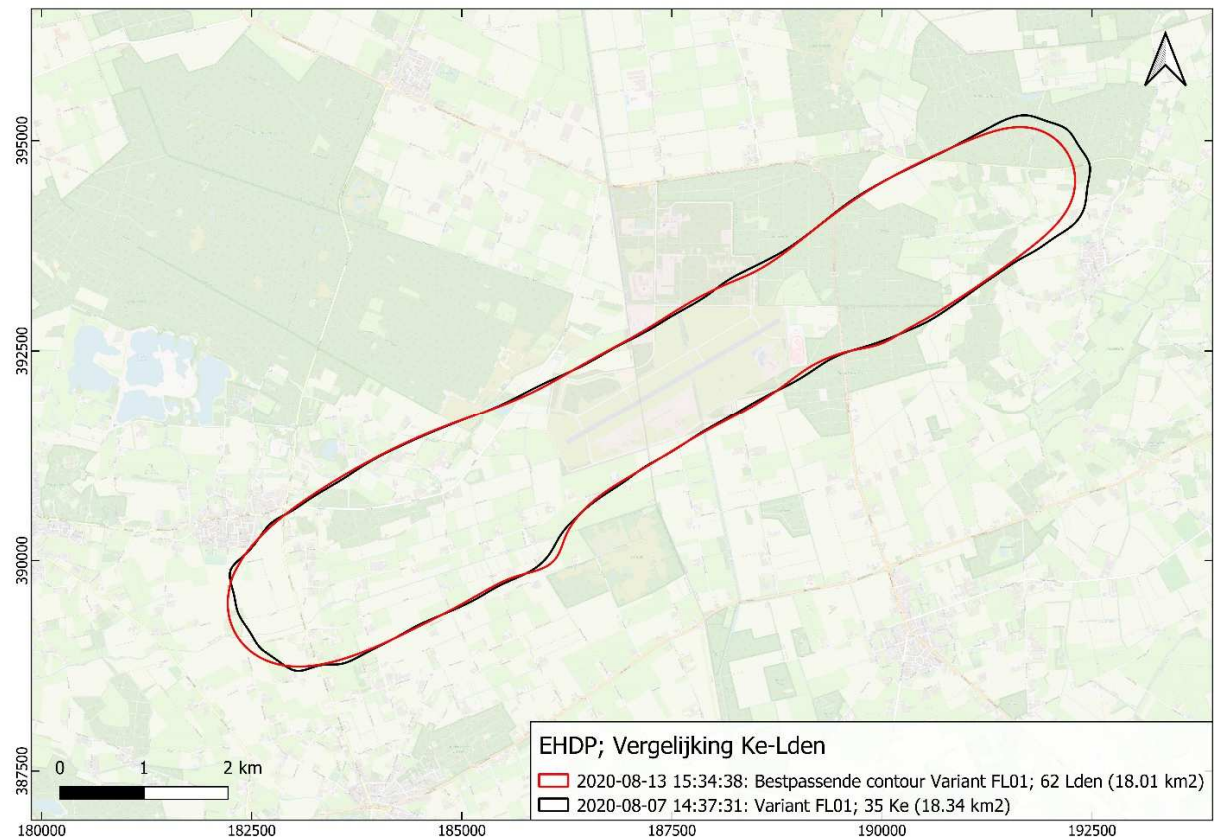 395000
392500
390000
387500
0 1 2 km
EHDP; Vergelijking Ke-Lden
2020-08-13 15:34:38: Bestpassende contour Variant FL01; 62 Lden (18.01 km2)
2020-08-07 14:37:31: Variant FL01; 35 Ke (18.34 km2)
180000 182500 185000 187500 190000 192500